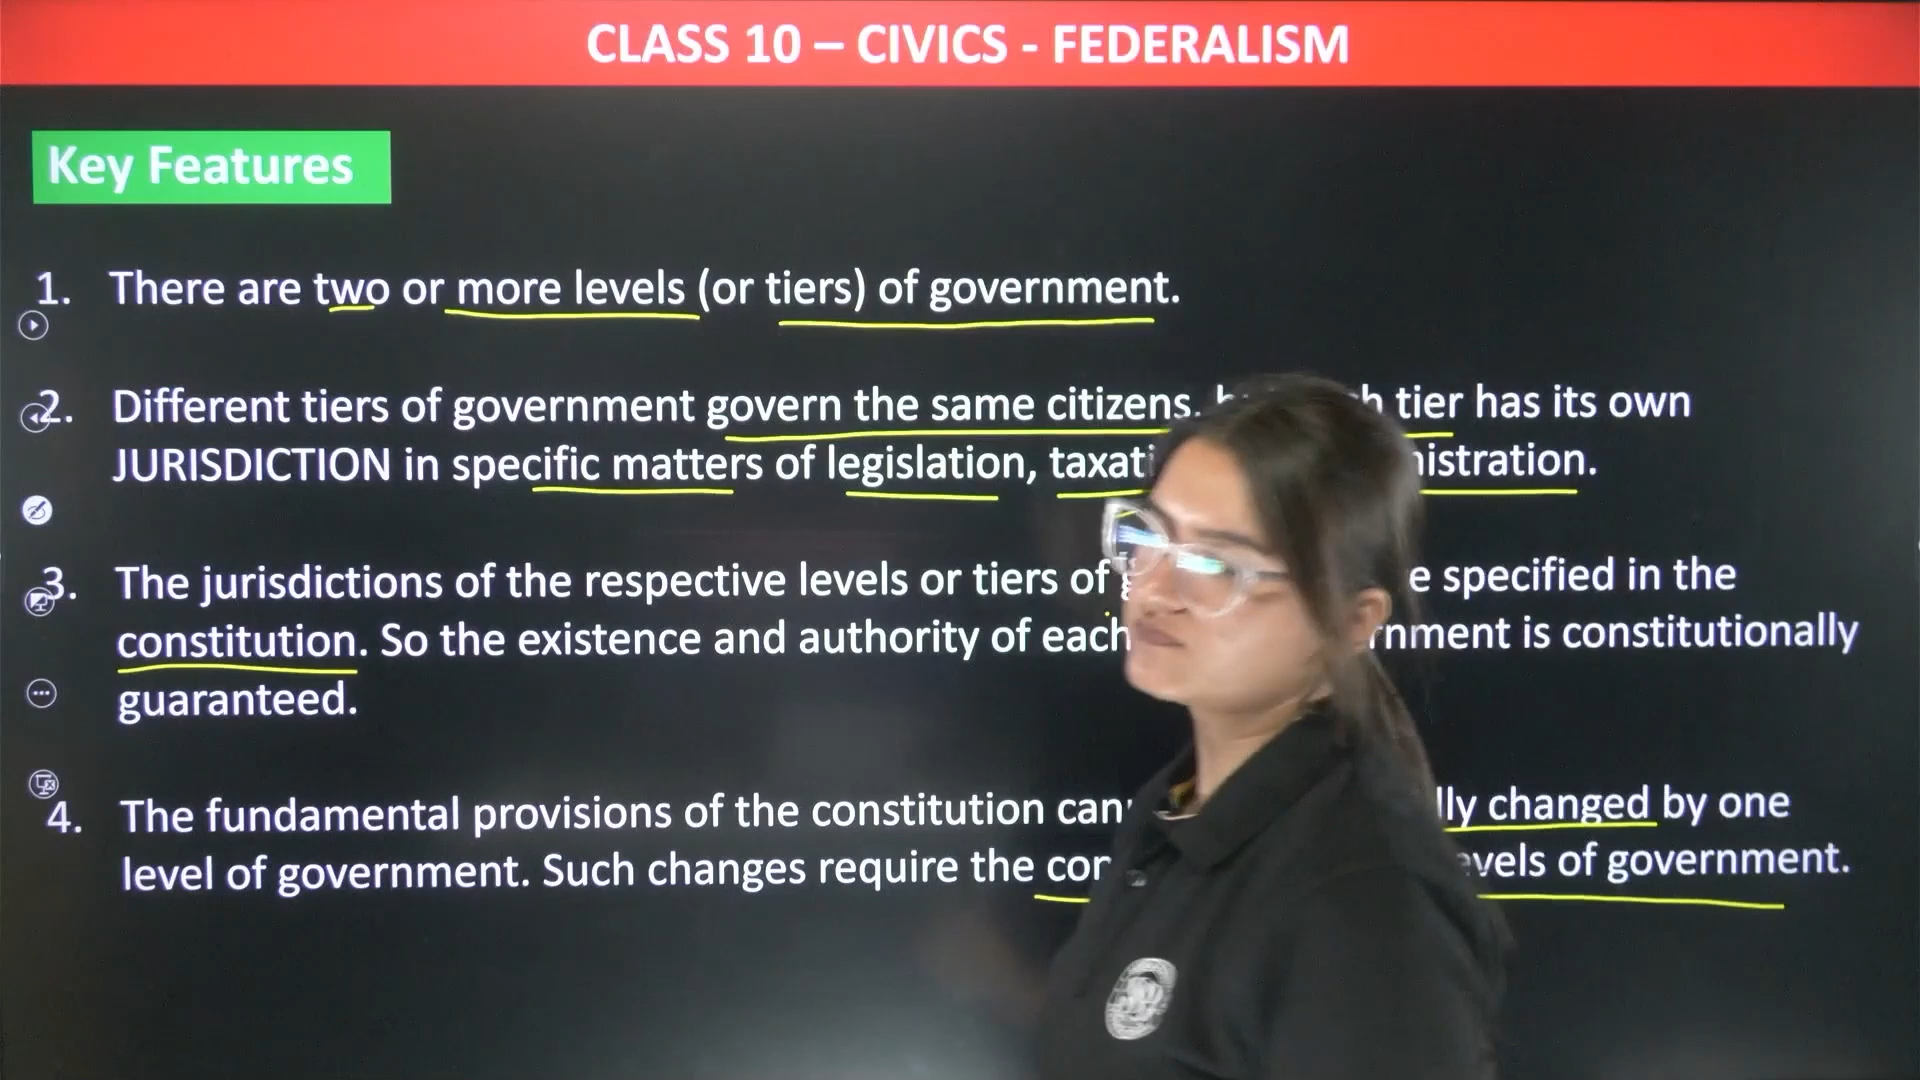 CLASS 10 – CIVICS - FEDERALISM
Key Features
1. There are two or more levels (or tiers) of government.
2. Different tiers of government govern the same citizens, tier has its own
JURISDICTION in specific matters of legislation,
3. The jurisdictions of the respective levels or tiers of specified in the
constitution. So the existence and authority of each is constitutionally
guaranteed.
4. The fundamental provisions of the constitution changed by one
level of government. Such changes require the of government.